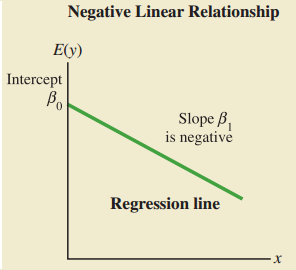 Negative Linear Relationship
E(y)
Intercept
β₀
Slope β₁
is negative
Regression line
x